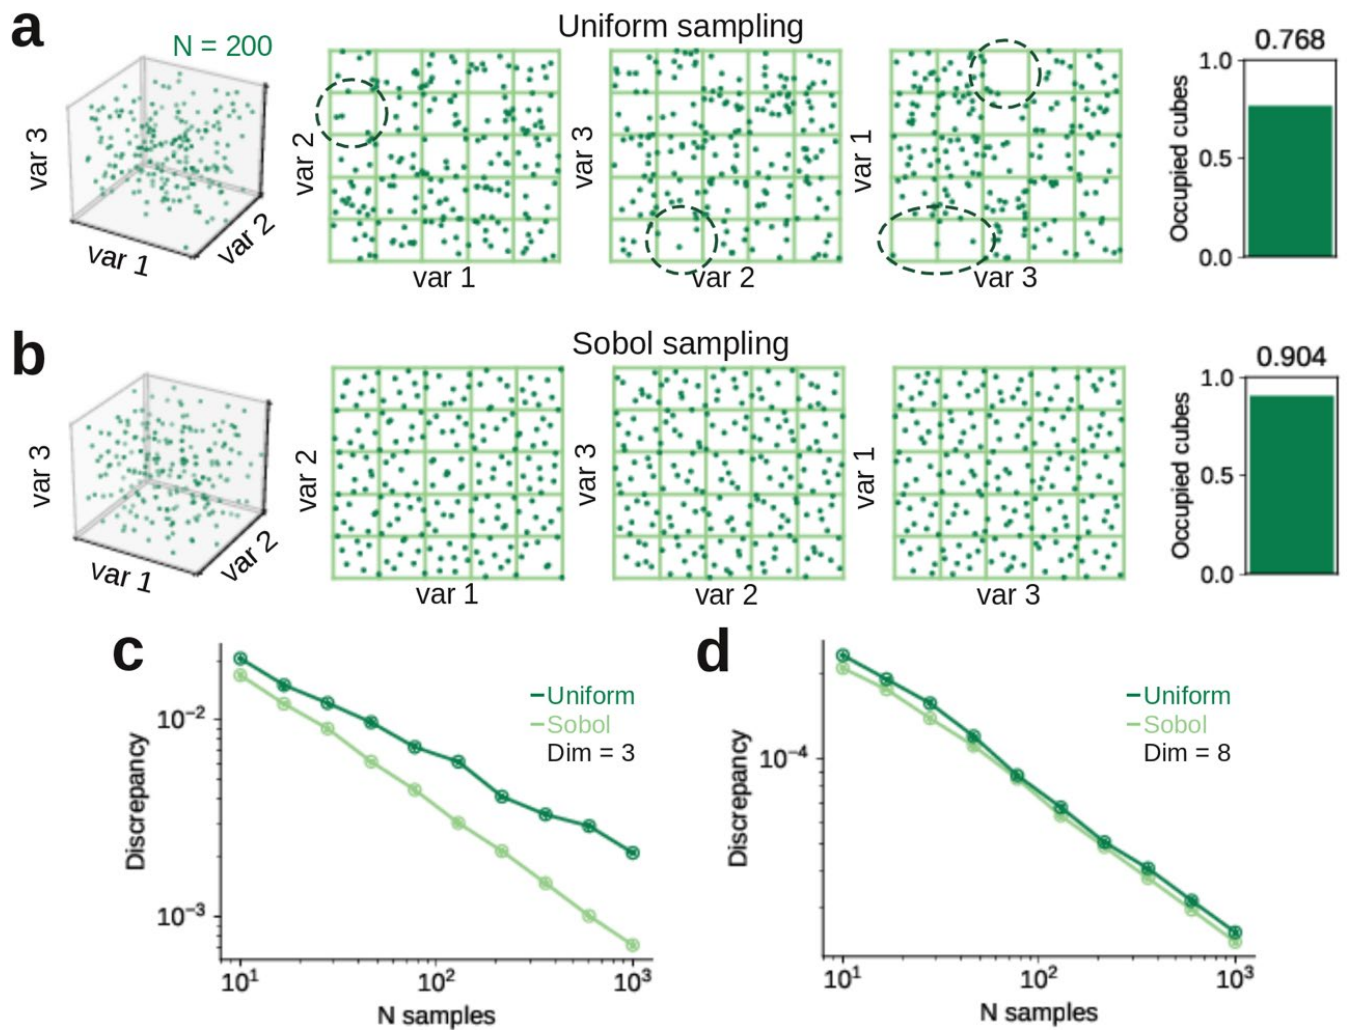 a
Uniform sampling
N = 200
var 3
var 1
var 2
var 2
var 1
var 3
var 2
var 1
var 3
0.768
Occupied cubes
1.0
0.5
0.0
b
Sobol sampling
var 3
var 1
var 2
var 2
var 1
var 3
var 2
var 1
var 3
0.904
Occupied cubes
1.0
0.5
0.0
c
Discrepancy
10⁻²
10⁻³
Uniform
Sobol
Dim = 3
10¹ 10² 10³
N samples
d
Discrepancy
10⁻⁴
Uniform
Sobol
Dim = 8
10¹ 10² 10³
N samples